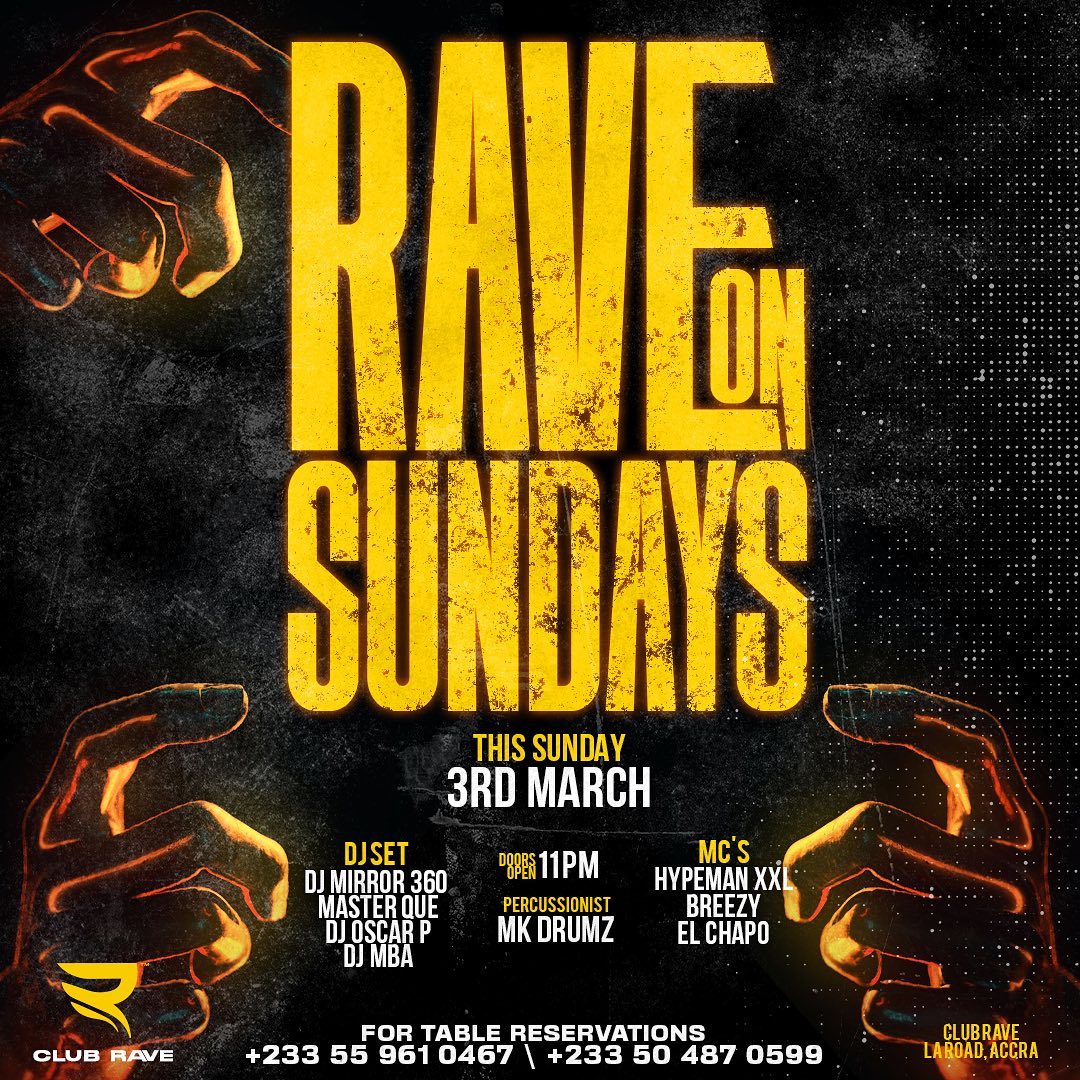 RAVE
ON
SUNDAYS
THIS SUNDAY
3RD MARCH
DJ SET
DJ MIRROR 360
MASTER QUE
DJ OSCAR P
DJ MBA
DOORS
OPEN
11PM
PERCUSSIONIST
MK DRUMZ
MC'S
HYPEMAN XXL
BREEZY
EL CHAPO
CLUB RAVE
FOR TABLE RESERVATIONS
+233 55 961 0467 \ +233 50 487 0599
CLUB RAVE
LA ROAD, ACCRA